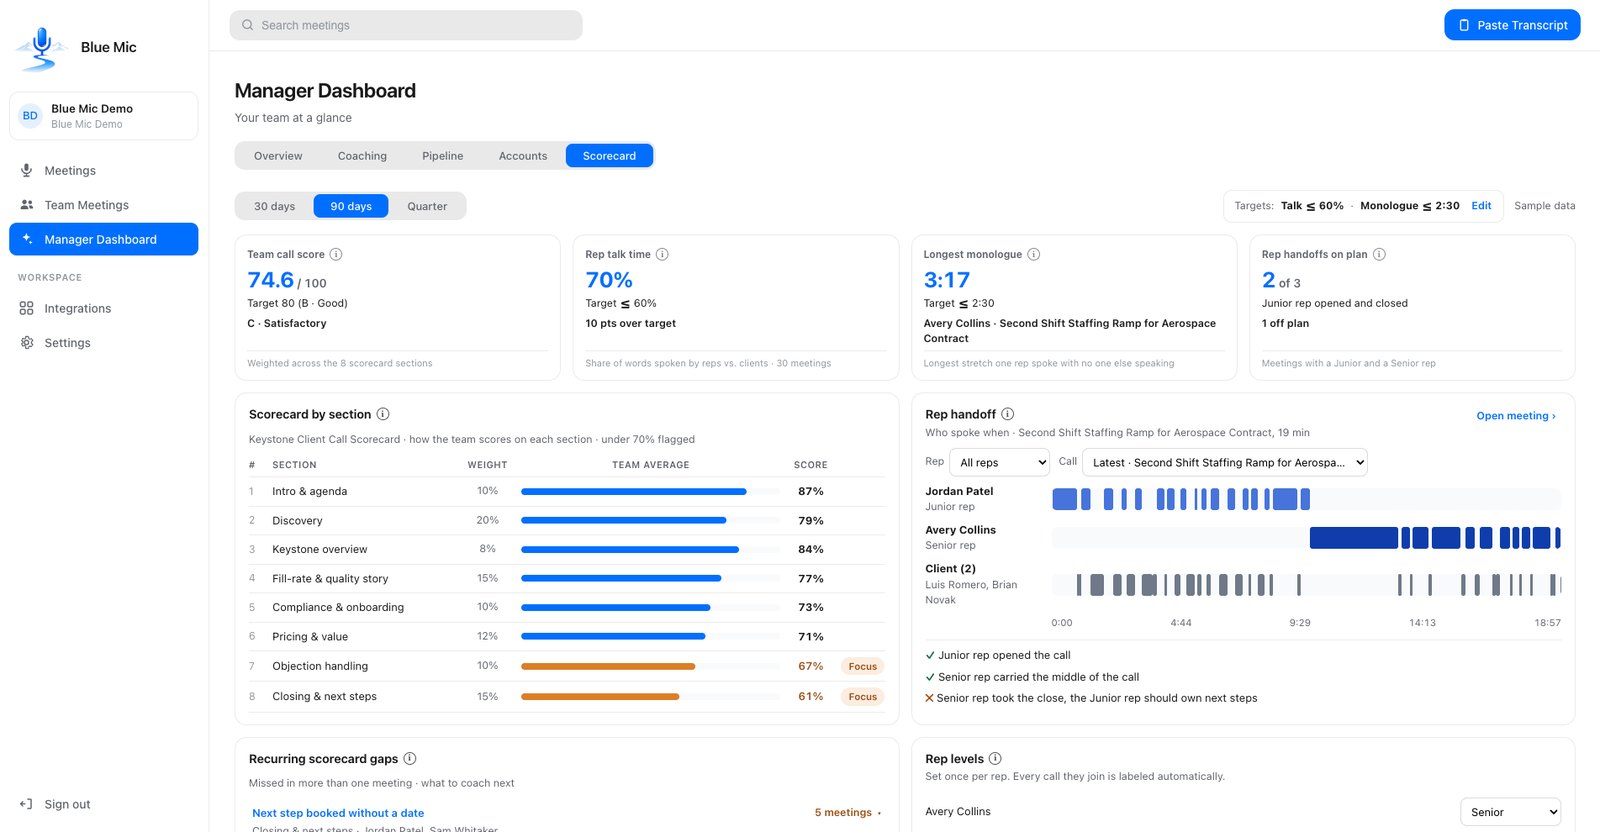 Blue Mic
Search meetings
Paste Transcript
BD
Blue Mic Demo
Blue Mic Demo
Meetings
Team Meetings
Manager Dashboard
WORKSPACE
Integrations
Settings
Sign out
Manager Dashboard
Your team at a glance
Overview Coaching Pipeline Accounts Scorecard
30 days 90 days Quarter
Targets: Talk ≤ 60% · Monologue ≤ 2:30 Edit Sample data
Team call score
74.6 / 100
Target 80 (B · Good)
C · Satisfactory
Weighted across the 8 scorecard sections
Rep talk time
70%
Target ≤ 60%
10 pts over target
Share of words spoken by reps vs. clients · 30 meetings
Longest monologue
3:17
Target ≤ 2:30
Avery Collins · Second Shift Staffing Ramp for Aerospace
Contract
Longest stretch one rep spoke with no one else speaking
Rep handoffs on plan
2 of 3
Junior rep opened and closed
1 off plan
Meetings with a Junior and a Senior rep
Scorecard by section
Keystone Client Call Scorecard · how the team scores on each section · under 70% flagged
# SECTION WEIGHT TEAM AVERAGE SCORE
1 Intro & agenda 10% 87%
2 Discovery 20% 79%
3 Keystone overview 8% 84%
4 Fill-rate & quality story 15% 77%
5 Compliance & onboarding 10% 73%
6 Pricing & value 12% 71%
7 Objection handling 10% 67% Focus
8 Closing & next steps 15% 61% Focus
Rep handoff
Open meeting ›
Who spoke when · Second Shift Staffing Ramp for Aerospace Contract, 19 min
Rep All reps Call Latest · Second Shift Staffing Ramp for Aerospa...
Jordan Patel
Junior rep
Avery Collins
Senior rep
Client (2)
Luis Romero, Brian
Novak
0:00 4:44 9:29 14:13 18:57
Junior rep opened the call
Senior rep carried the middle of the call
Senior rep took the close, the Junior rep should own next steps
Recurring scorecard gaps
Missed in more than one meeting · what to coach next
Next step booked without a date 5 meetings
Closing & next steps · Jordan Patel, Sam Whitaker
Rep levels
Set once per rep. Every call they join is labeled automatically.
Avery Collins Senior